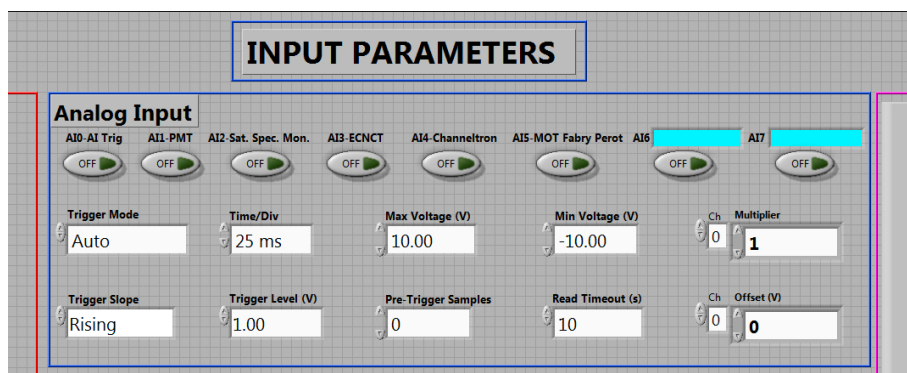 INPUT PARAMETERS
Analog Input
AI0-AI Trig AI1-PMT AI2-Sat. Spec. Mon. AI3-ECNCT AI4-Channeltron AI5-MOT Fabry Perot AI6 AI7
OFF OFF OFF OFF OFF OFF OFF OFF
Trigger Mode Time/Div Max Voltage (V) Min Voltage (V) Ch Multiplier
Auto 25 ms 10.00 -10.00 0 1
Trigger Slope Trigger Level (V) Pre-Trigger Samples Read Timeout (s) Ch Offset (V)
Rising 1.00 0 10 0 0